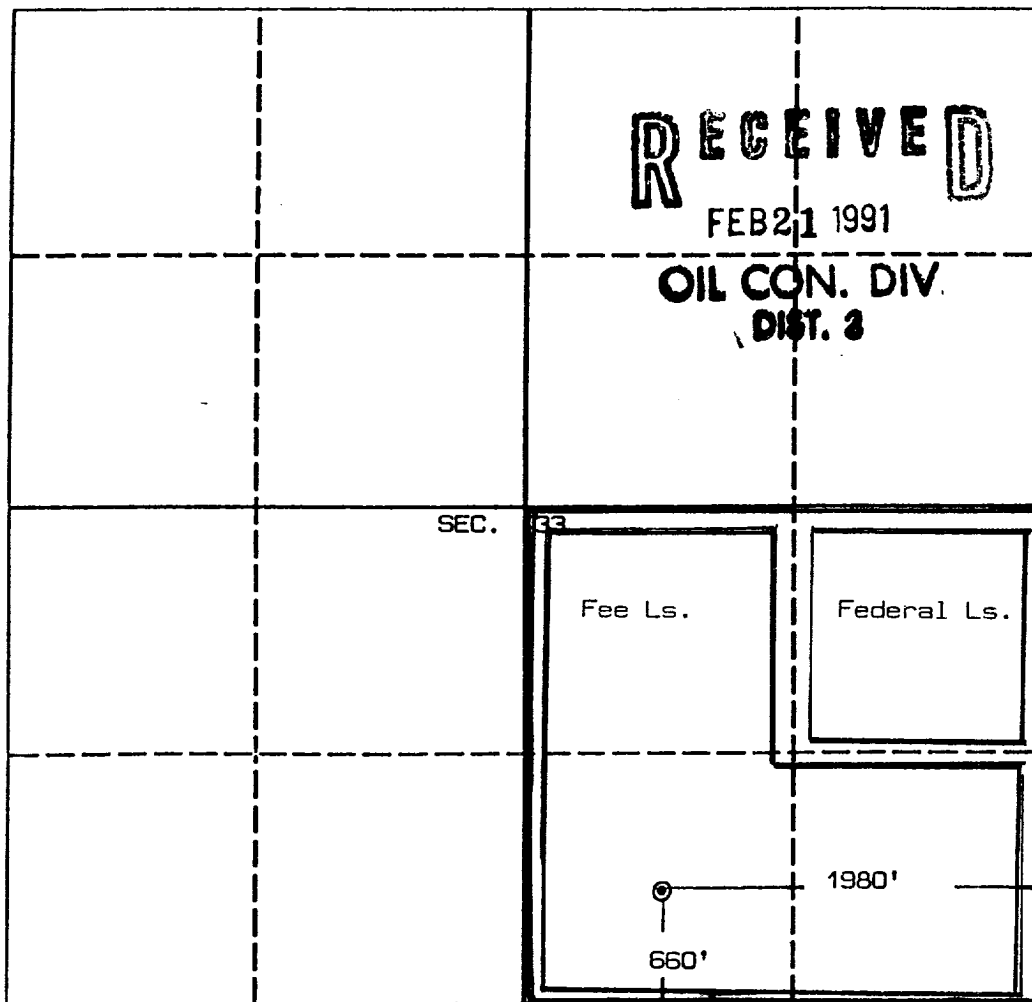 RECEIVED
FEB 21 1991
OIL CON. DIV.
DIST. 3
SEC. 33
Fee Ls.
Federal Ls.
1980'
660'